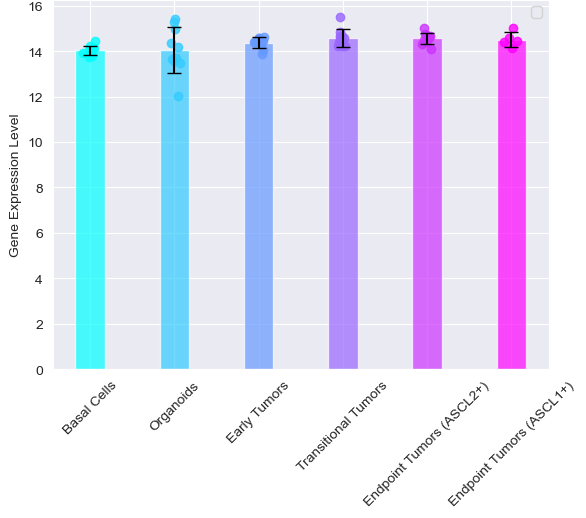 16
14
12
10
8
6
4
2
0
Gene Expression Level
Basal Cells
Organoids
Early Tumors
Transitional Tumors
Endpoint Tumors (ASCL2+)
Endpoint Tumors (ASCL1+)